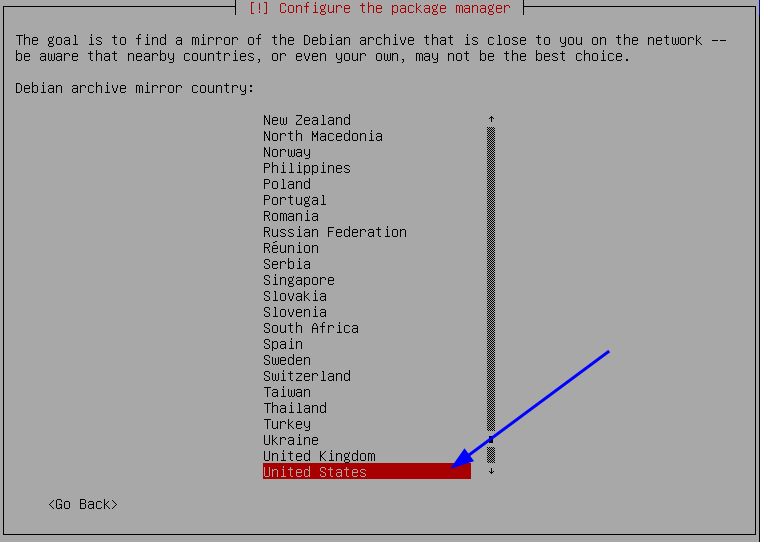 [!] Configure the package manager
The goal is to find a mirror of the Debian archive that is close to you on the network --
be aware that nearby countries, or even your own, may not be the best choice.
Debian archive mirror country:
New Zealand
North Macedonia
Norway
Philippines
Poland
Portugal
Romania
Russian Federation
Réunion
Serbia
Singapore
Slovakia
Slovenia
South Africa
Spain
Sweden
Switzerland
Taiwan
Thailand
Turkey
Ukraine
United Kingdom
United States
<Go Back>